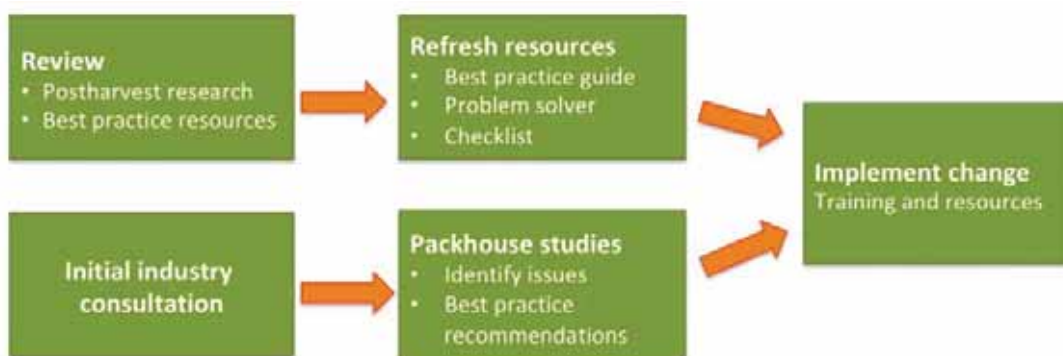 Review
• Postharvest research
• Best practice resources
Refresh resources
• Best practice guide
• Problem solver
• Checklist
Initial industry
consultation
Packhouse studies
• Identify issues
• Best practice
recommendations
Implement change
Training and resources